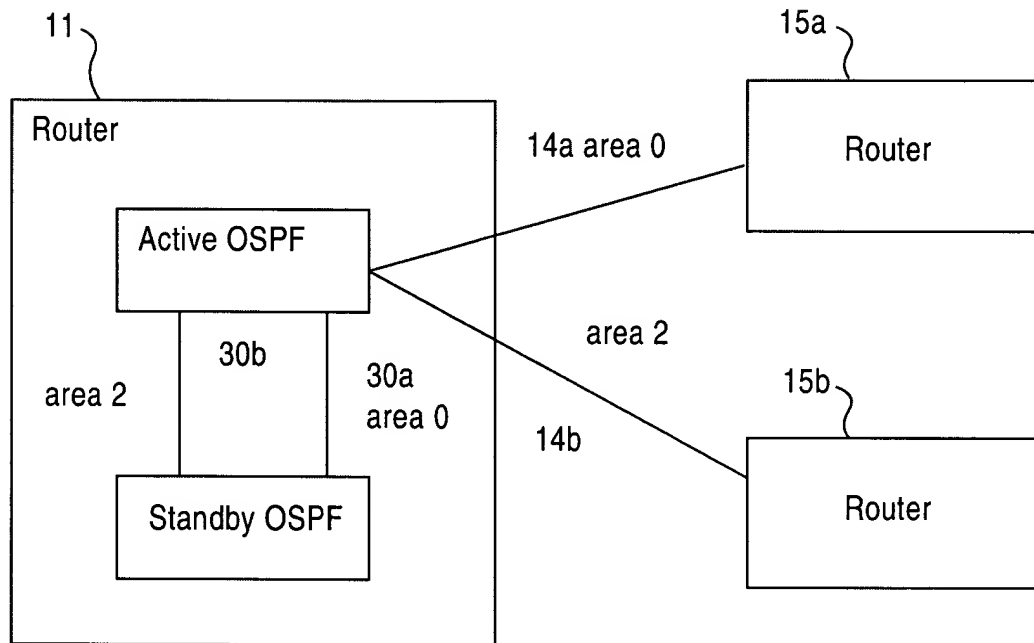 11
15a
Router
14a area 0
Router
Active OSPF
area 2
30b
30a
area 0
area 2
14b
15b
Standby OSPF
Router